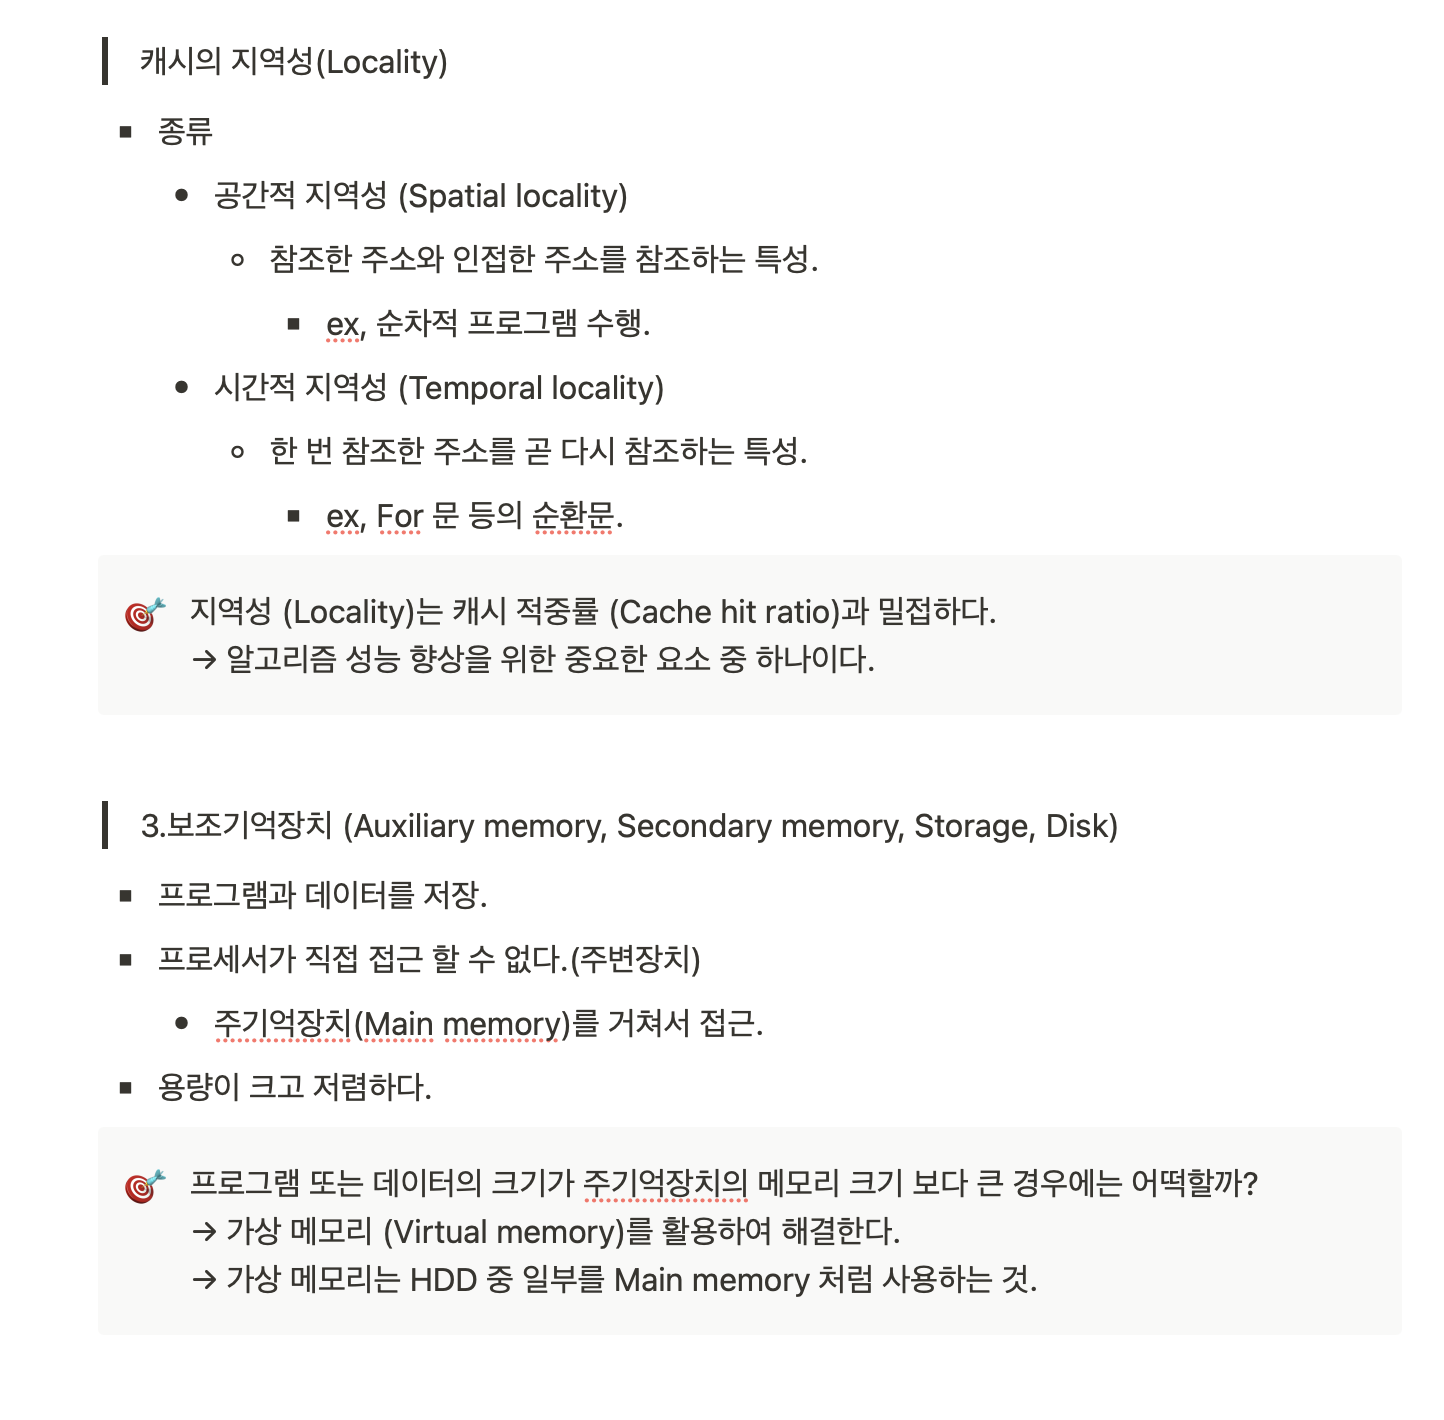 캐시의 지역성(Locality)
종류
공간적 지역성 (Spatial locality)
참조한 주소와 인접한 주소를 참조하는 특성.
ex, 순차적 프로그램 수행.
시간적 지역성 (Temporal locality)
한 번 참조한 주소를 곧 다시 참조하는 특성.
ex, For 문 등의 순환문.
지역성 (Locality)는 캐시 적중률 (Cache hit ratio)과 밀접하다.
→ 알고리즘 성능 향상을 위한 중요한 요소 중 하나이다.
3.보조기억장치 (Auxiliary memory, Secondary memory, Storage, Disk)
프로그램과 데이터를 저장.
프로세서가 직접 접근 할 수 없다.(주변장치)
주기억장치(Main memory)를 거쳐서 접근.
용량이 크고 저렴하다.
프로그램 또는 데이터의 크기가 주기억장치의 메모리 크기 보다 큰 경우에는 어떡할까?
→ 가상 메모리 (Virtual memory)를 활용하여 해결한다.
→ 가상 메모리는 HDD 중 일부를 Main memory 처럼 사용하는 것.